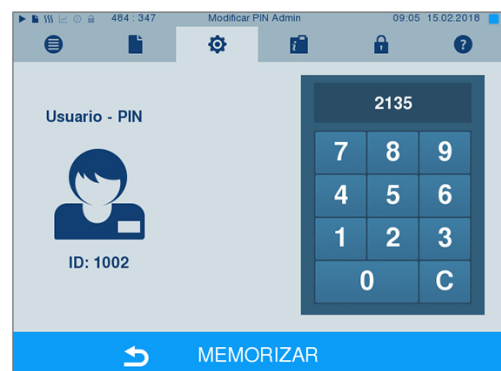 484 : 347 Modificar PIN Admin 09:05 15.02.2018
i ?
Usuario - PIN
2135
7 8 9
4 5 6
1 2 3
0 C
ID: 1002
MEMORIZAR